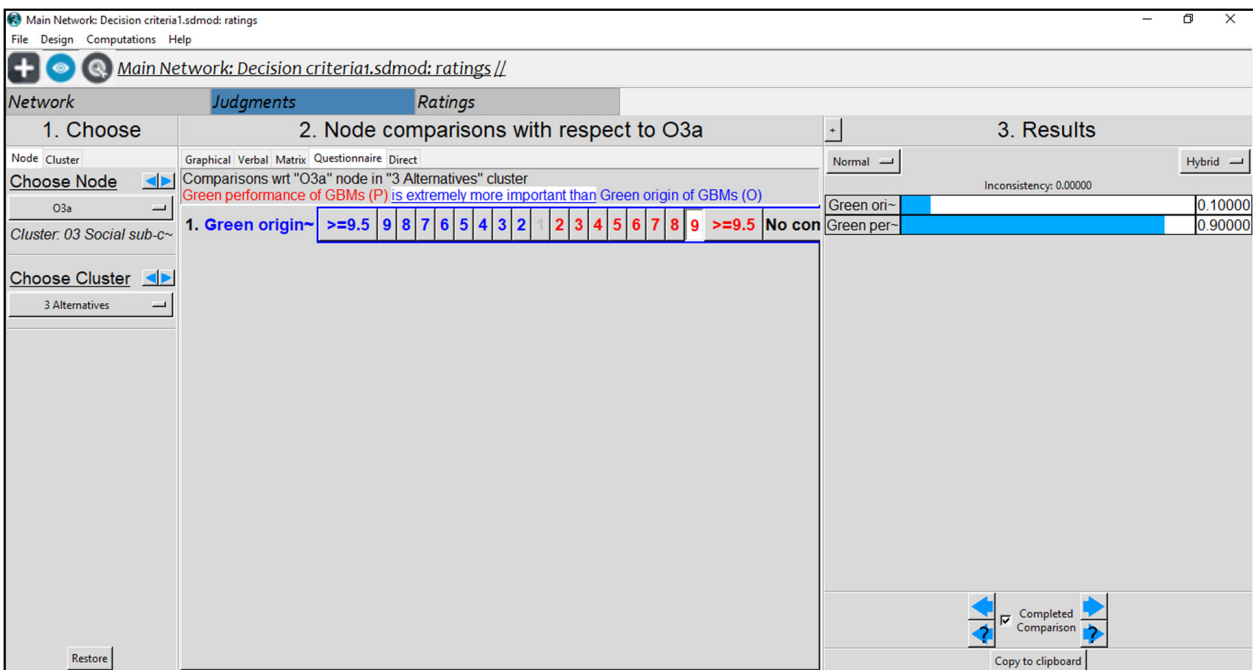 Main Network: Decision criteria1.sdmod: ratings
File Design Computations Help
Main Network: Decision criteria1.sdmod: ratings //
Network Judgments Ratings
1. Choose
Node Cluster
Choose Node
O3a
Cluster: 03 Social sub-c~
Choose Cluster
3 Alternatives
Restore
2. Node comparisons with respect to O3a
Graphical Verbal Matrix Questionnaire Direct
Comparisons wrt "O3a" node in "3 Alternatives" cluster
Green performance of GBMs (P) is extremely more important than Green origin of GBMs (O)
1. Green origin~ >=9.5 9 8 7 6 5 4 3 2 1 2 3 4 5 6 7 8 9 >=9.5 No con
+ 3. Results
Normal Hybrid
Inconsistency: 0.00000
Green ori~ 0.10000
Green per~ 0.90000
Completed
Comparison
? ?
Copy to clipboard